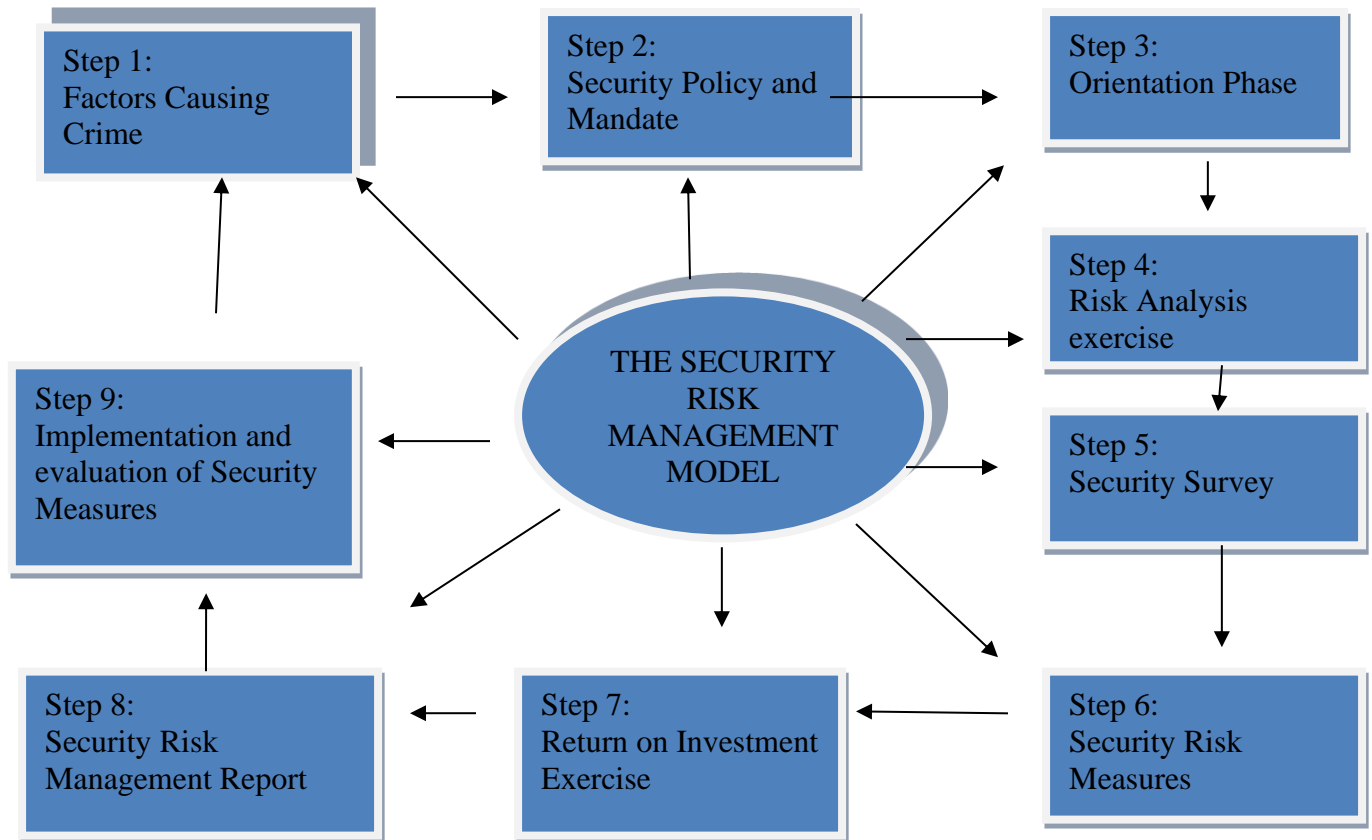 Step 1:
Factors Causing
Crime
Step 2:
Security Policy and
Mandate
Step 3:
Orientation Phase
Step 4:
Risk Analysis
exercise
THE SECURITY
RISK
MANAGEMENT
MODEL
Step 9:
Implementation and
evaluation of Security
Measures
Step 5:
Security Survey
Step 8:
Security Risk
Management Report
Step 7:
Return on Investment
Exercise
Step 6:
Security Risk
Measures